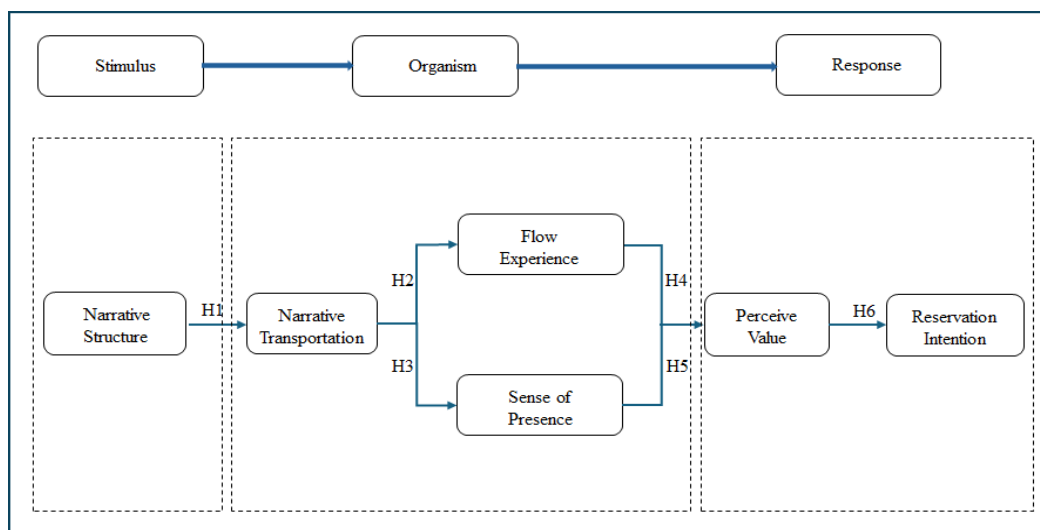 Stimulus
Organism
Response
Narrative
Structure
H1
Narrative
Transportation
H2
H3
Flow
Experience
Sense of
Presence
H4
H5
Perceive
Value
H6
Reservation
Intention